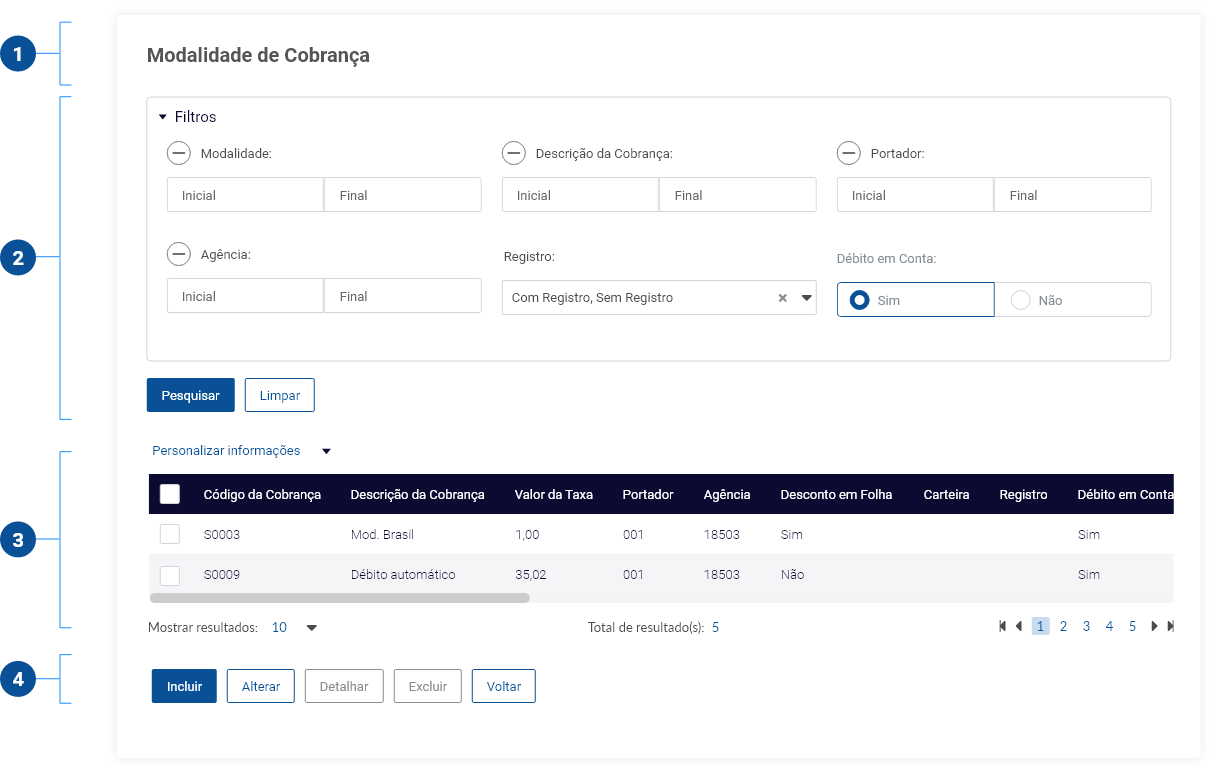 1
Modalidade de Cobrança
2
Filtros
Modalidade: Descrição da Cobrança: Portador:
Inicial Final Inicial Final Inicial Final
Agência: Registro: Débito em Conta:
Inicial Final Com Registro, Sem Registro × Sim Não
Pesquisar Limpar
3
Personalizar informações
Código da Cobrança Descrição da Cobrança Valor da Taxa Portador Agência Desconto em Folha Carteira Registro Débito em Conta
S0003 Mod. Brasil 1,00 001 18503 Sim Sim
S0009 Débito automático 35,02 001 18503 Não Sim
Mostrar resultados: 10 Total de resultado(s): 5 1 2 3 4 5
4
Incluir Alterar Detalhar Excluir Voltar